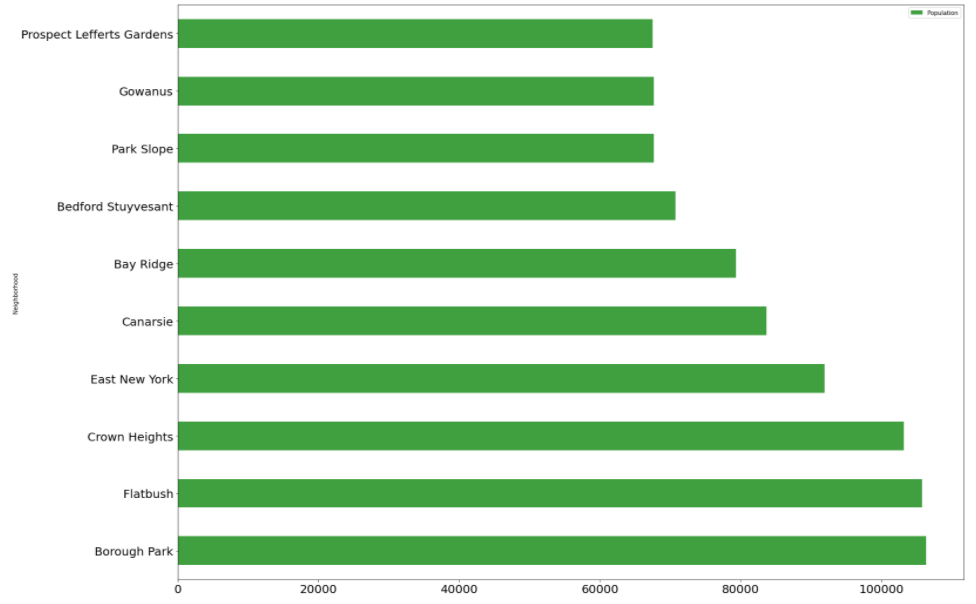 Population
Prospect Lefferts Gardens
Gowanus
Park Slope
Bedford Stuyvesant
Bay Ridge
Canarsie
East New York
Crown Heights
Flatbush
Borough Park
Neighborhood
0 20000 40000 60000 80000 100000